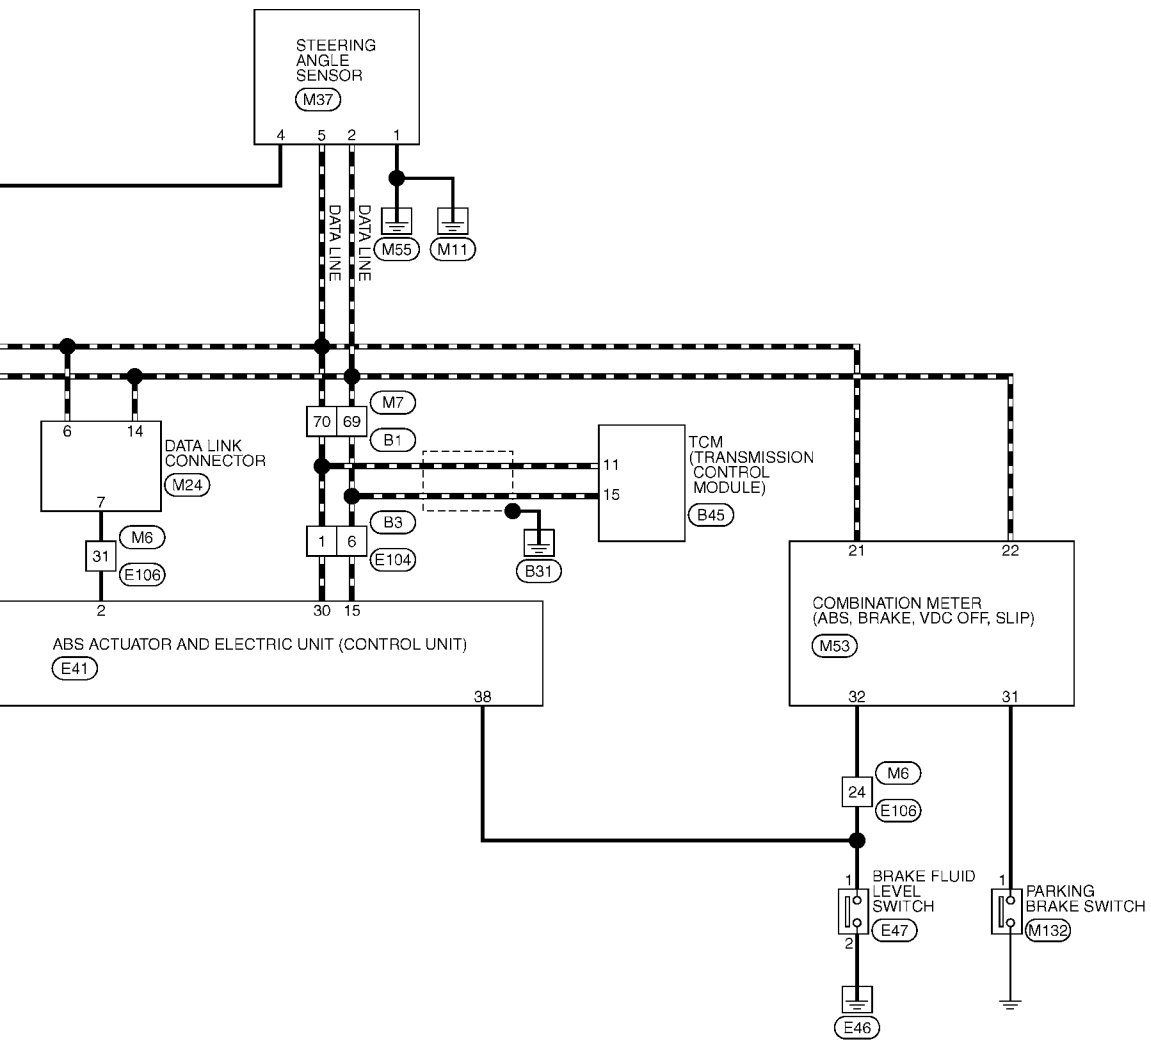 STEERING
ANGLE
SENSOR
M37
4 5 2 1
DATA LINE
DATA LINE
M55
M11
M7
70 69
B1
6 14
DATA LINK
CONNECTOR
M24
7
11
15
TCM
(TRANSMISSION
CONTROL
MODULE)
B45
B3
1 6
E104
B31
M6
31
E106
2 30 15
ABS ACTUATOR AND ELECTRIC UNIT (CONTROL UNIT)
E41
38
21 22
COMBINATION METER
(ABS, BRAKE, VDC OFF, SLIP)
M53
32 31
M6
24
E106
1
BRAKE FLUID
LEVEL
SWITCH
E47
2
E46
1
PARKING
BRAKE SWITCH
M132